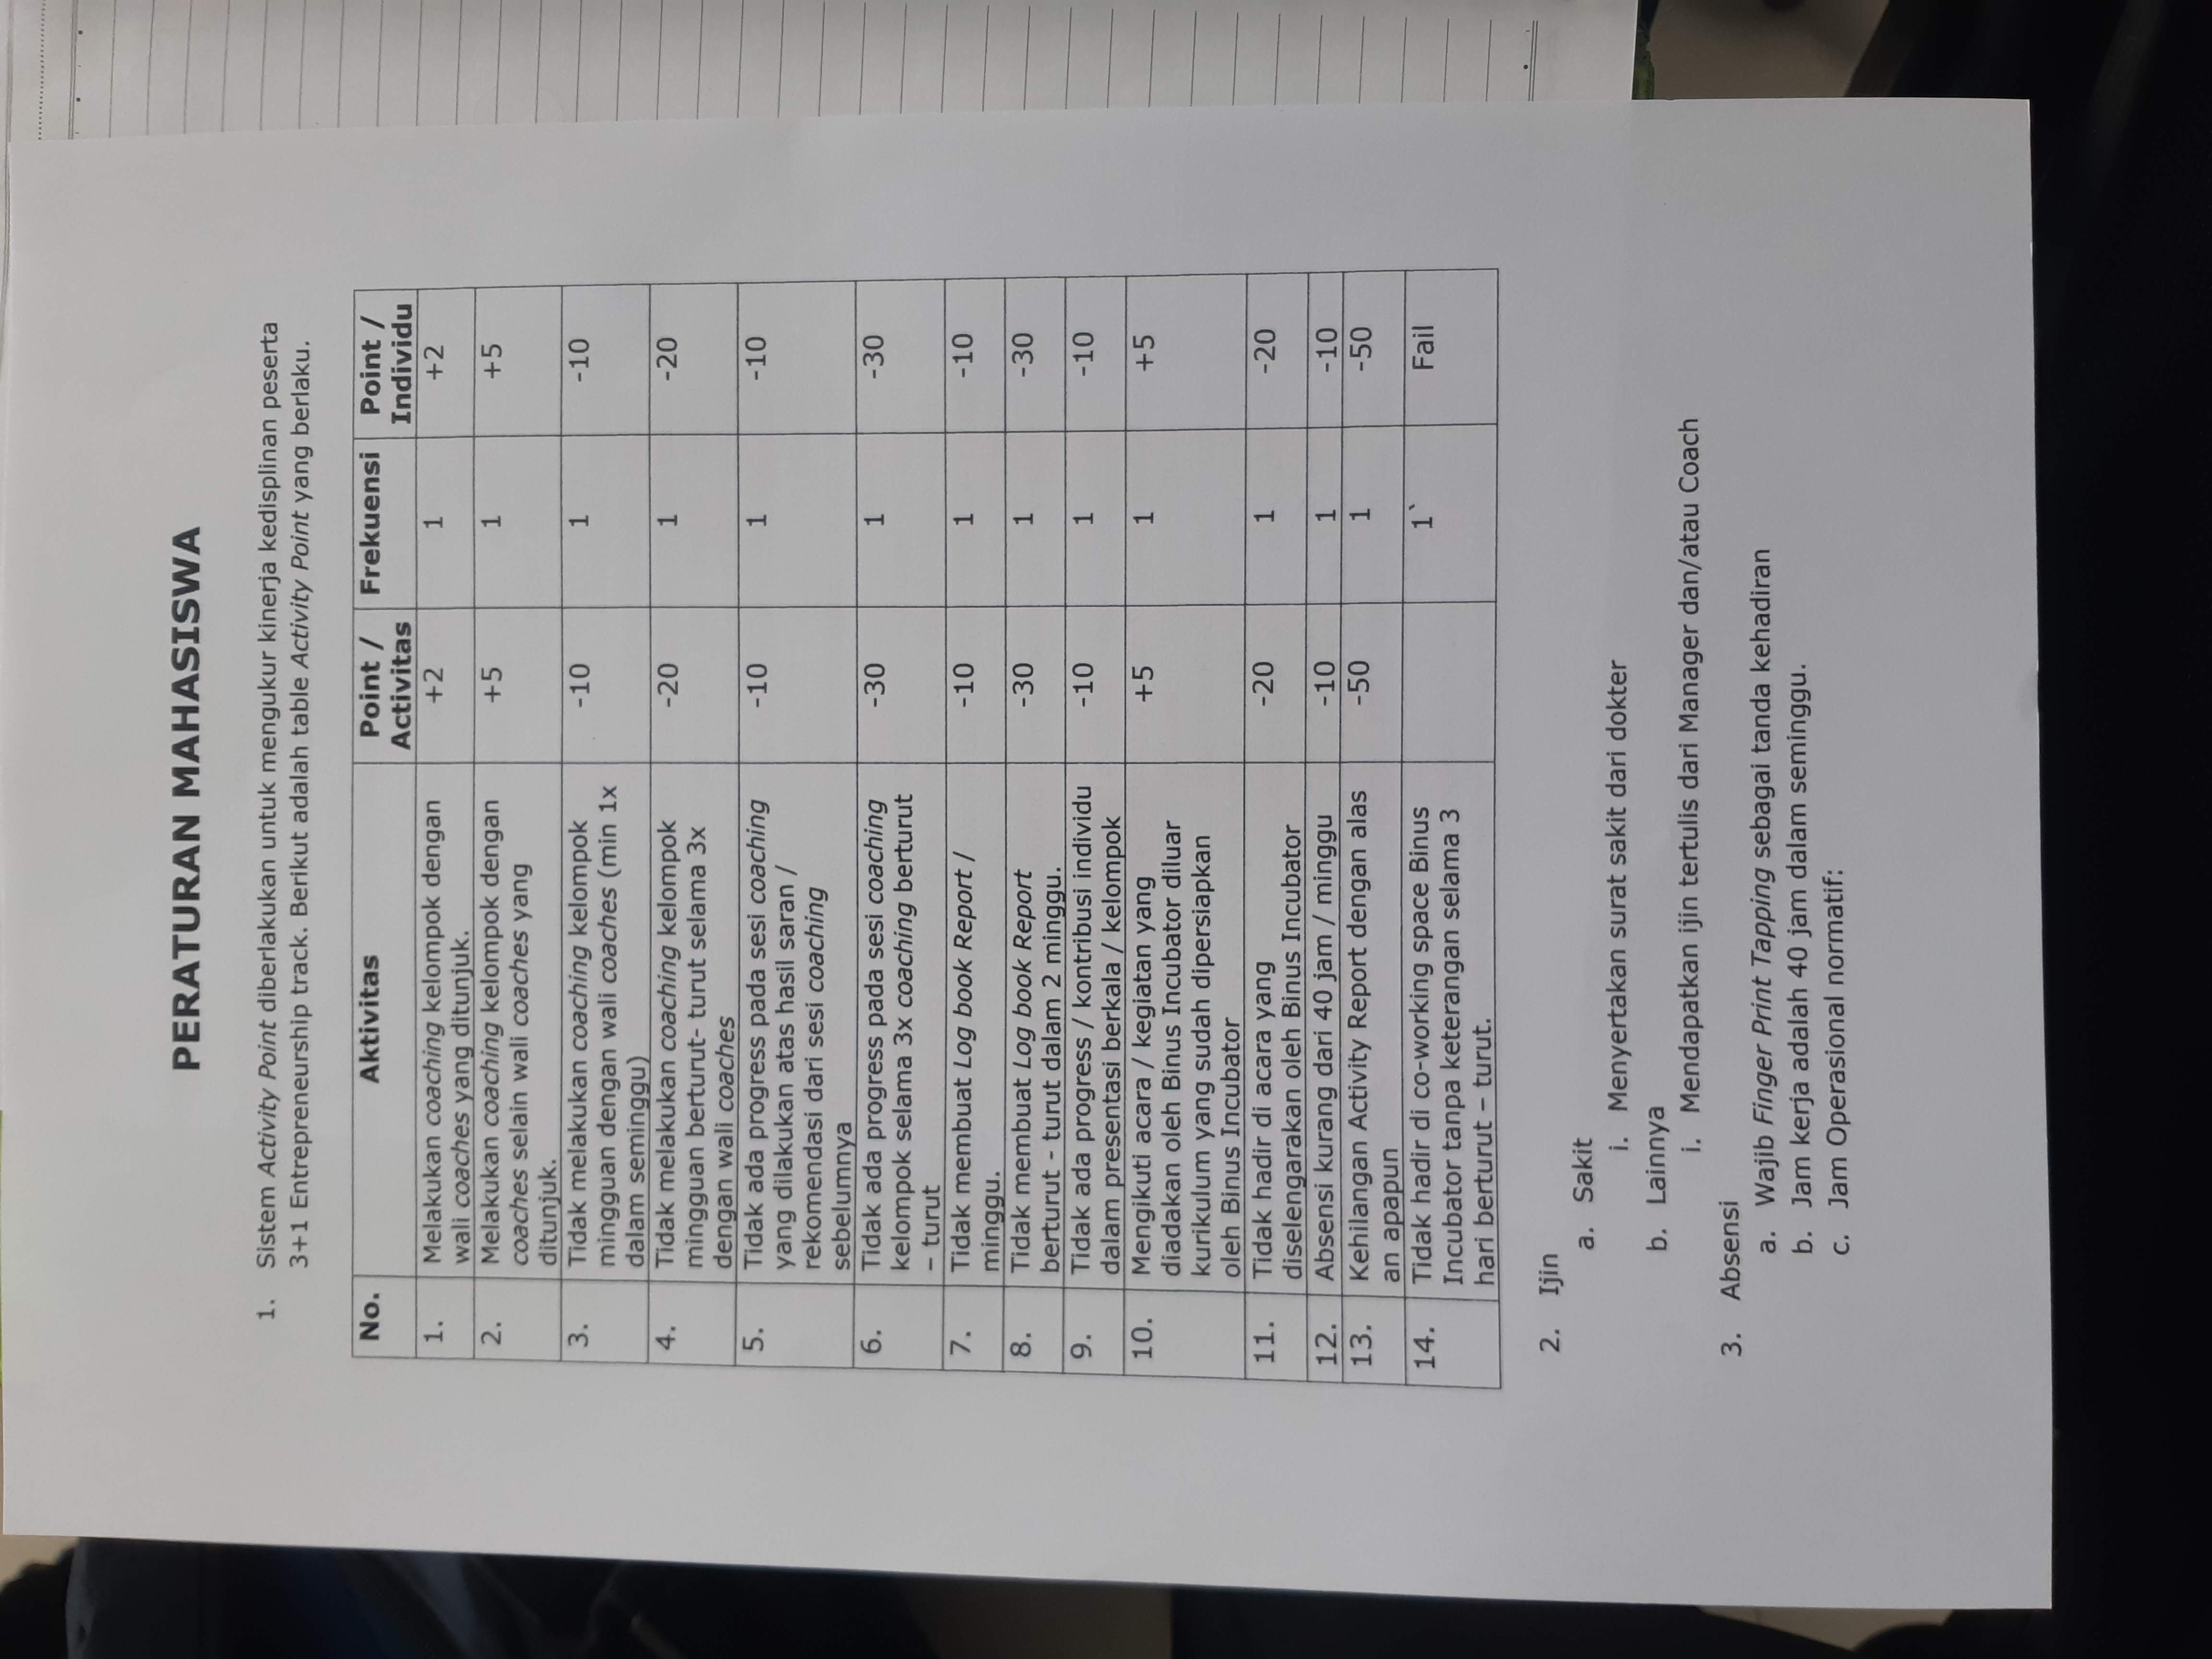 PERATURAN MAHASISWA
1. Sistem Activity Point diberlakukan untuk mengukur kinerja kedisplinan peserta
3+1 Entrepreneurship track. Berikut adalah table Activity Point yang berlaku.
No. Aktivitas Point / Activitas Frekuensi Point / Individu
1. Melakukan coaching kelompok dengan +2 1 +2
wali coaches yang ditunjuk.
2. Melakukan coaching kelompok dengan +5 1 +5
coaches selain wali coaches yang
ditunjuk.
3. Tidak melakukan coaching kelompok -10 1 -10
mingguan dengan wali coaches (min 1x
dalam seminggu)
4. Tidak melakukan coaching kelompok -20 1 -20
mingguan berturut- turut selama 3x
dengan wali coaches
5. Tidak ada progress pada sesi coaching -10 1 -10
yang dilakukan atas hasil saran /
rekomendasi dari sesi coaching
sebelumnya
6. Tidak ada progress pada sesi coaching -30 1 -30
kelompok selama 3x coaching berturut
– turut
7. Tidak membuat Log book Report / -10 1 -10
minggu.
8. Tidak membuat Log book Report -30 1 -30
berturut - turut dalam 2 minggu.
9. Tidak ada progress / kontribusi individu -10 1 -10
dalam presentasi berkala / kelompok
10. Mengikuti acara / kegiatan yang +5 1 +5
diadakan oleh Binus Incubator diluar
kurikulum yang sudah dipersiapkan
oleh Binus Incubator
11. Tidak hadir di acara yang -20 1 -20
diselengarakan oleh Binus Incubator
12. Absensi kurang dari 40 jam / minggu -10 1 -10
13. Kehilangan Activity Report dengan alas -50 1 -50
an apapun
14. Tidak hadir di co-working space Binus 1` Fail
Incubator tanpa keterangan selama 3
hari berturut – turut.
2. Ijin
a. Sakit
i. Menyertakan surat sakit dari dokter
b. Lainnya
i. Mendapatkan ijin tertulis dari Manager dan/atau Coach
3. Absensi
a. Wajib Finger Print Tapping sebagai tanda kehadiran
b. Jam kerja adalah 40 jam dalam seminggu.
c. Jam Operasional normatif: